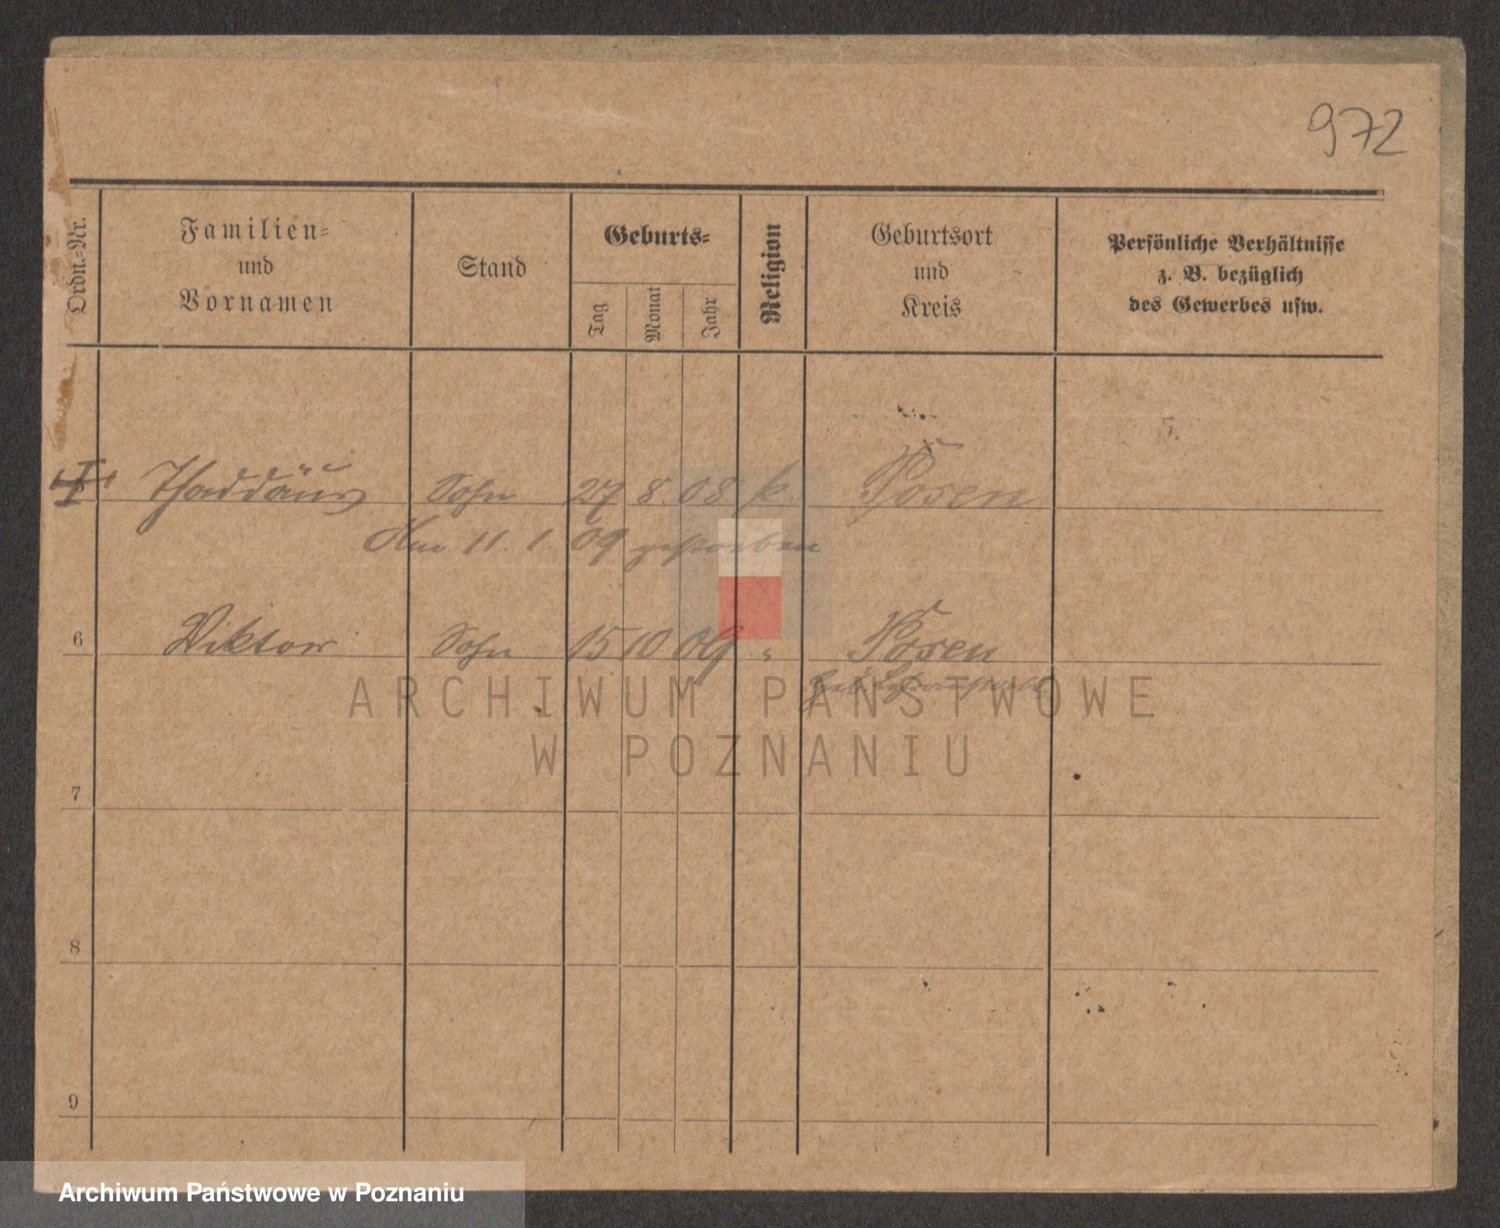 972
Ordn.-Nr.
Familien-
und
Vornamen
Stand
Geburts-
Tag
Monat
Jahr
Religion
Geburtsort
und
Kreis
Persönliche Verhältnisse
z. B. bezüglich
des Gewerbes usw.
Thaddäus Sohn 27 8. 08 k. Posen
Am 11. 1. 09 gestorben
6 Viktor Sohn 15 10 09 " Posen
ARCHIWUM PAŃSTWOWE
W POZNANIU
7
8
9
Archiwum Państwowe w Poznaniu